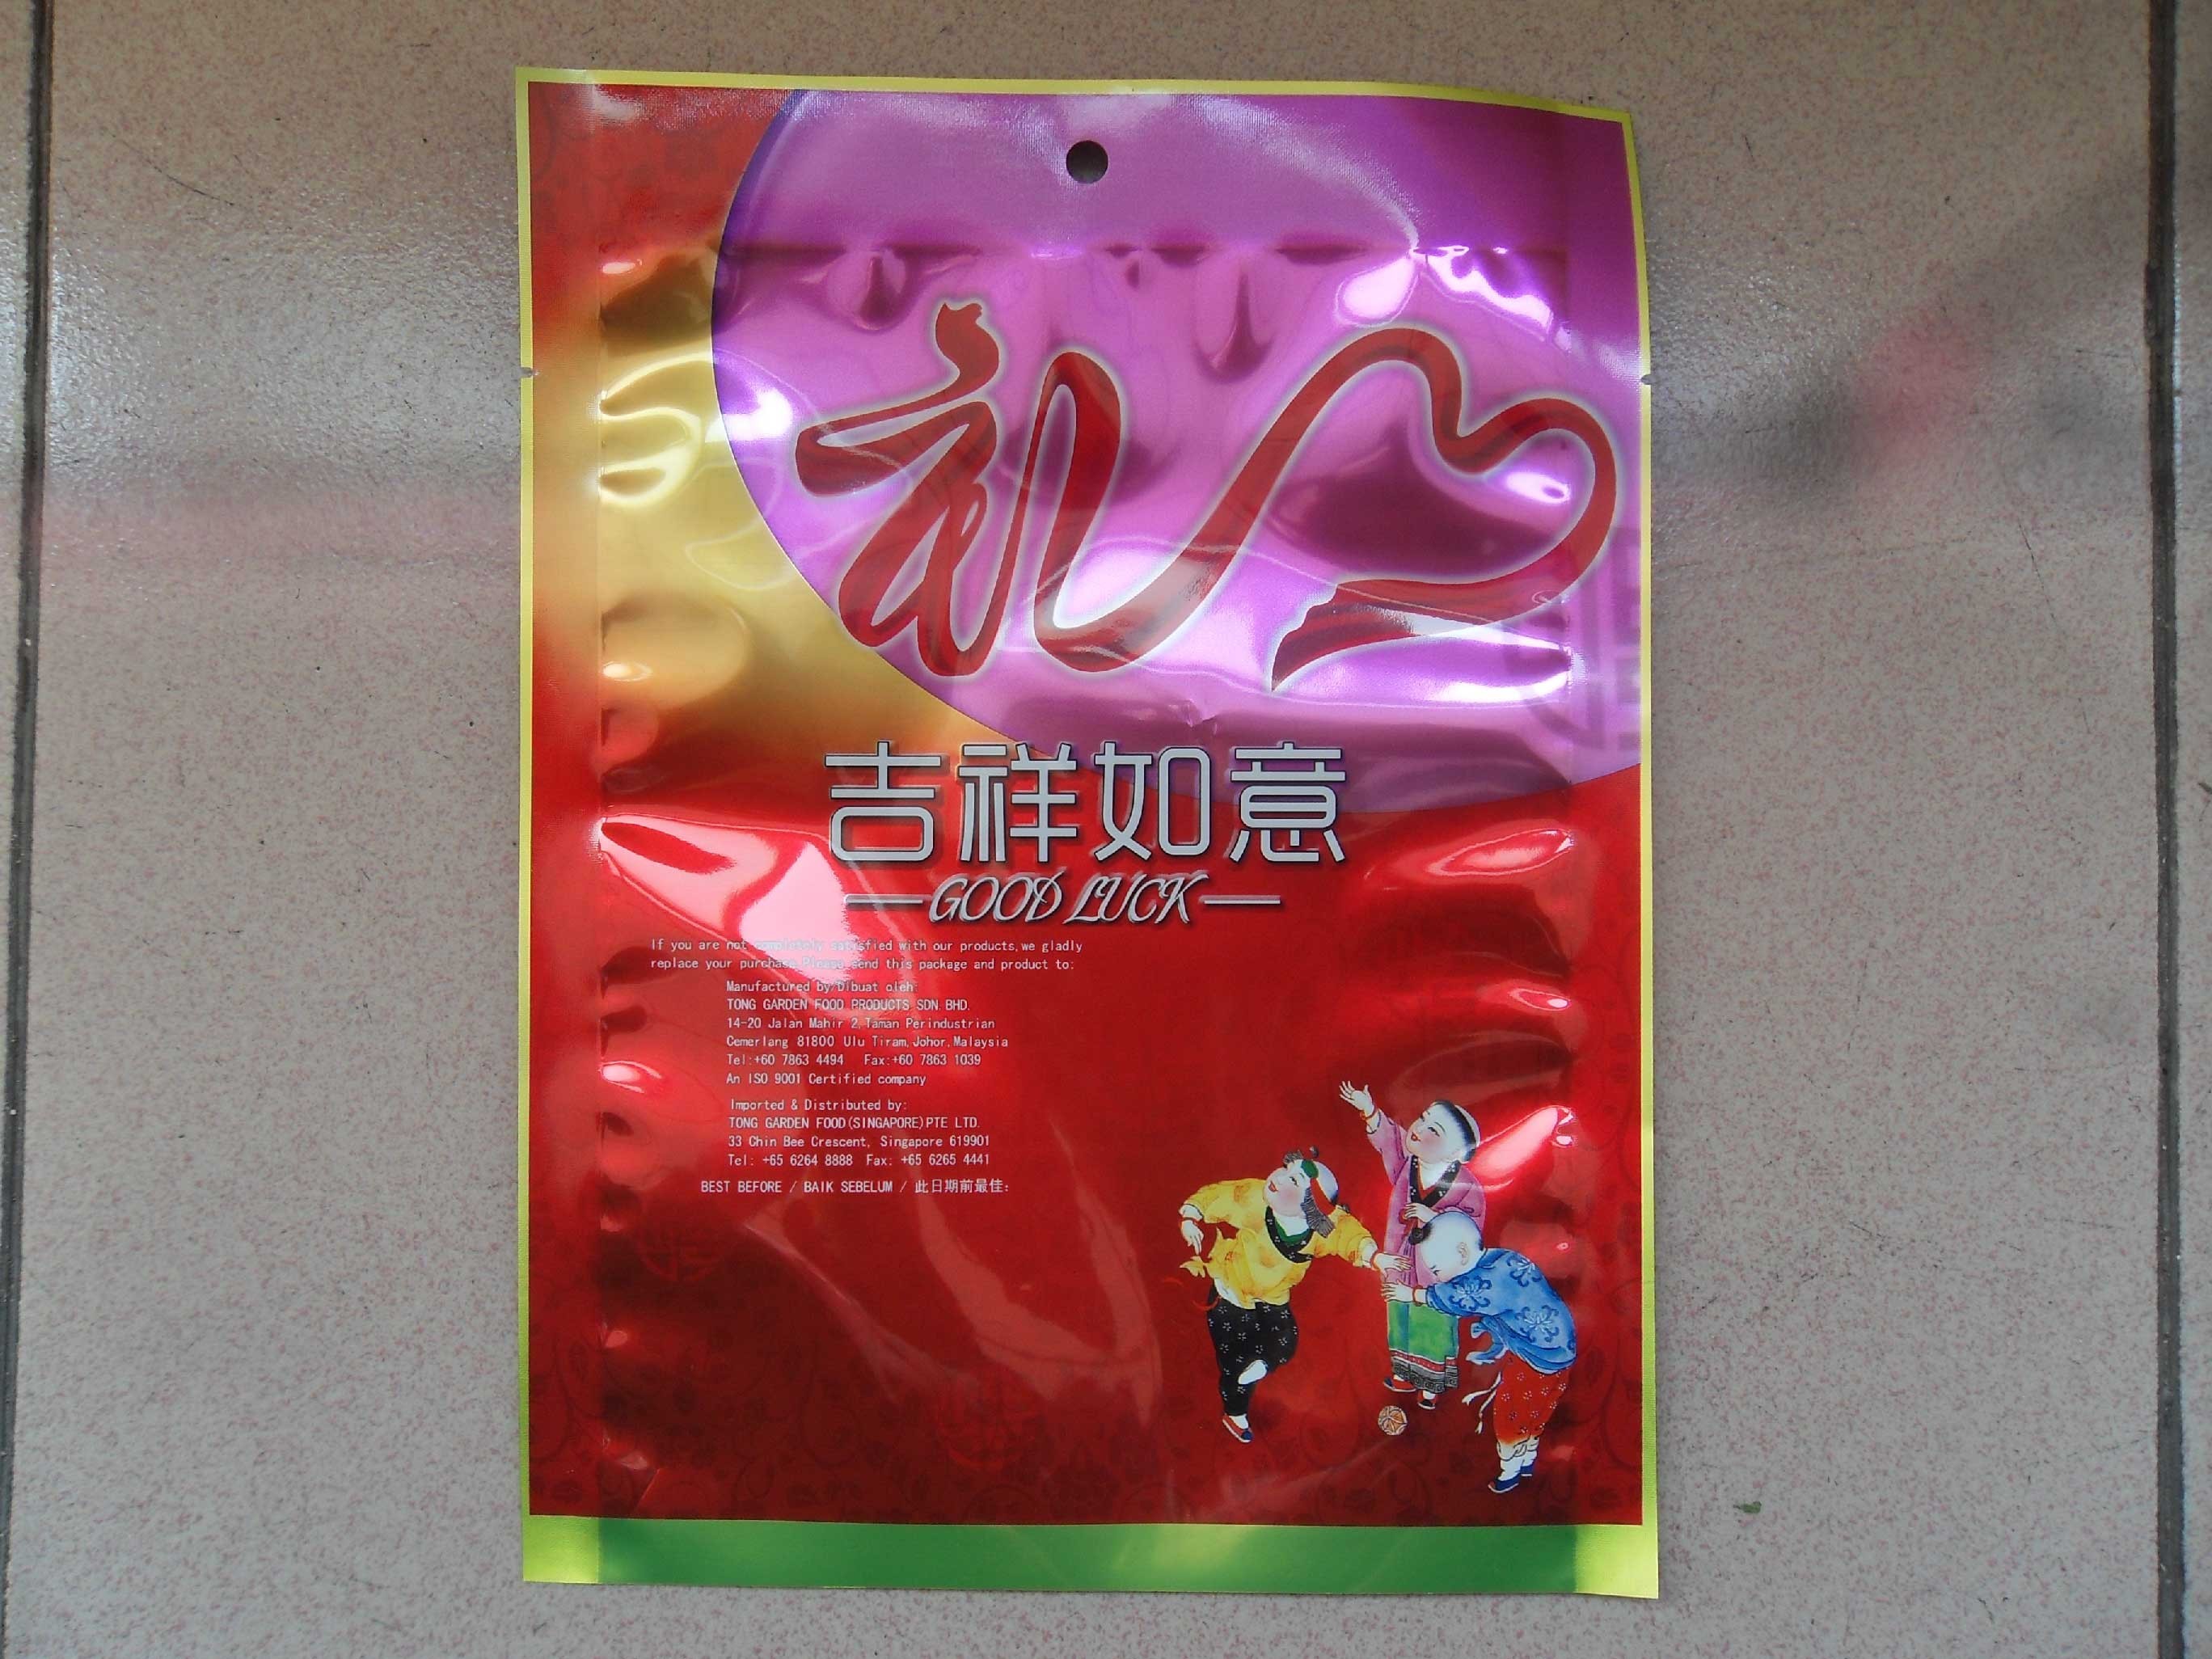 礼
吉祥如意
GOOD LUCK
If you are not completely satisfied with our products,we gladly
replace your purchase.Please send this package and product to:
Manufactured by/Dibuat oleh:
TONG GARDEN FOOD PRODUCTS SDN.BHD.
14-20 Jalan Mahir 2,Taman Perindustrian
Cemerlang 81800 Ulu Tiram,Johor,Malaysia
Tel:+60 7863 4494 Fax:+60 7863 1039
An ISO 9001 Certified company
Imported & Distributed by:
TONG GARDEN FOOD(SINGAPORE)PTE LTD.
33 Chin Bee Crescent, Singapore 619901
Tel: +65 6264 8888 Fax: +65 6265 4441
BEST BEFORE / BAIK SEBELUM / 此日期前最佳: